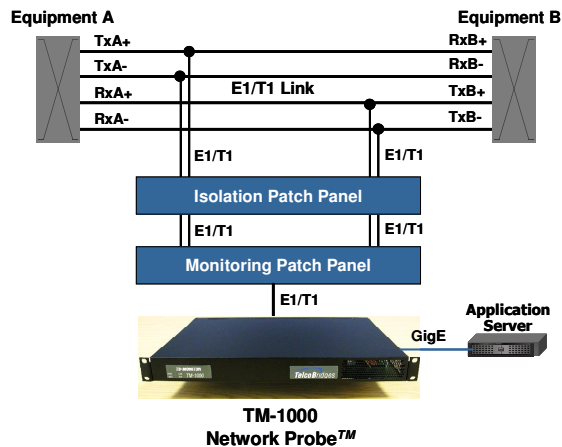 Equipment A
Equipment B
TxA+
RxB+
TxA-
RxB-
E1/T1 Link
RxA+
TxB+
RxA-
TxB-
E1/T1
E1/T1
Isolation Patch Panel
E1/T1
E1/T1
Monitoring Patch Panel
E1/T1
Application
Server
GigE
TM-1000
TelcoBridges
TM-1000
Network Probe™